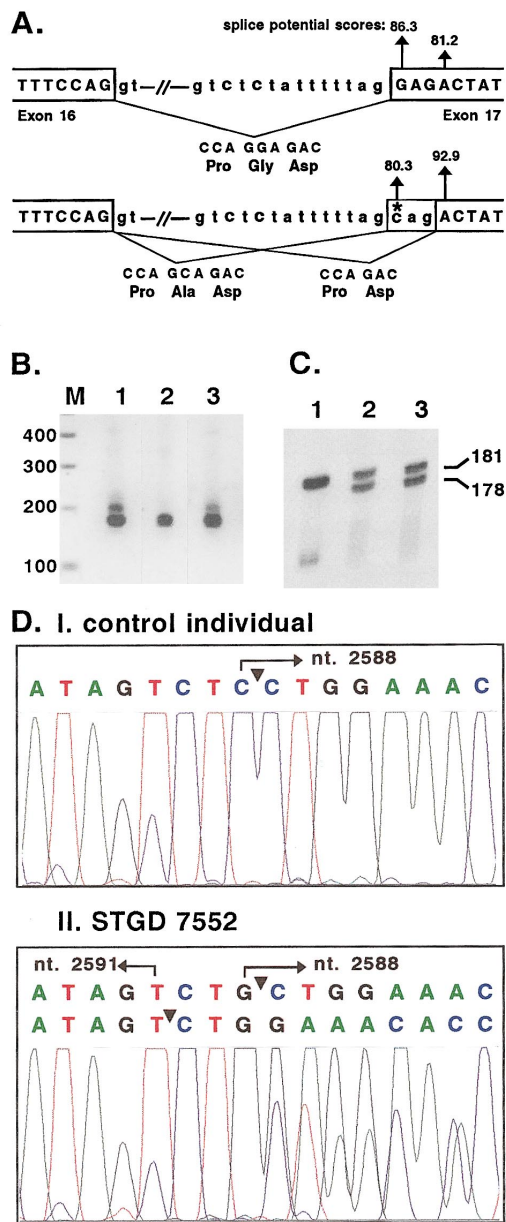 A.
splice potential scores: 86.3
81.2
TTTCCAG gt—//—gtctctatttttag GAGACTAT
Exon 16 Exon 17
CCA GGA GAC
Pro Gly Asp
80.3 92.9
*
TTTCCAG gt—//—gtctctatttttag cag ACTAT
CCA GCA GAC CCA GAC
Pro Ala Asp Pro Asp
B. C.
M 1 2 3
1 2 3
400
300
200
100
181
178
D. I. control individual
nt. 2588
A T A G T C T C C T G G A A A C
II. STGD 7552
nt. 2591 nt. 2588
A T A G T C T G C T G G A A A C
A T A G T C T G G A A A C A C C